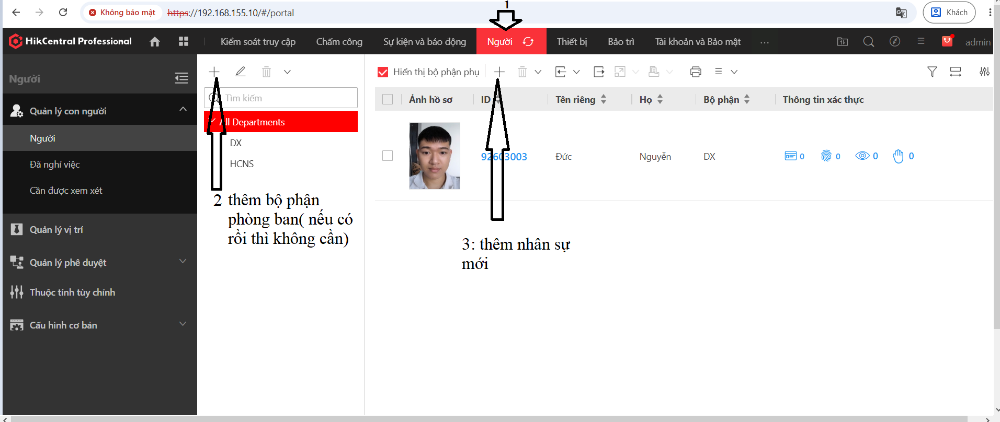 Không bảo mật https://192.168.155.10/#/portal Khách
1
HikCentral Professional Kiểm soát truy cập Chấm công Sự kiện và báo động Người Thiết bị Bảo trì Tài khoản và Bảo mật ... admin
Người
Quản lý con người
Người
Đã nghỉ việc
Cần được xem xét
Quản lý vị trí
Quản lý phê duyệt
Thuộc tính tùy chỉnh
Cấu hình cơ bản
Tìm kiếm
All Departments
DX
HCNS
2 thêm bộ phận
phòng ban( nếu có
rồi thì không cần)
Hiển thị bộ phận phụ
Ảnh hồ sơ ID Tên riêng Họ Bộ phận Thông tin xác thực
92603003 Đức Nguyễn DX 0 0 0 0
3: thêm nhân sự
mới